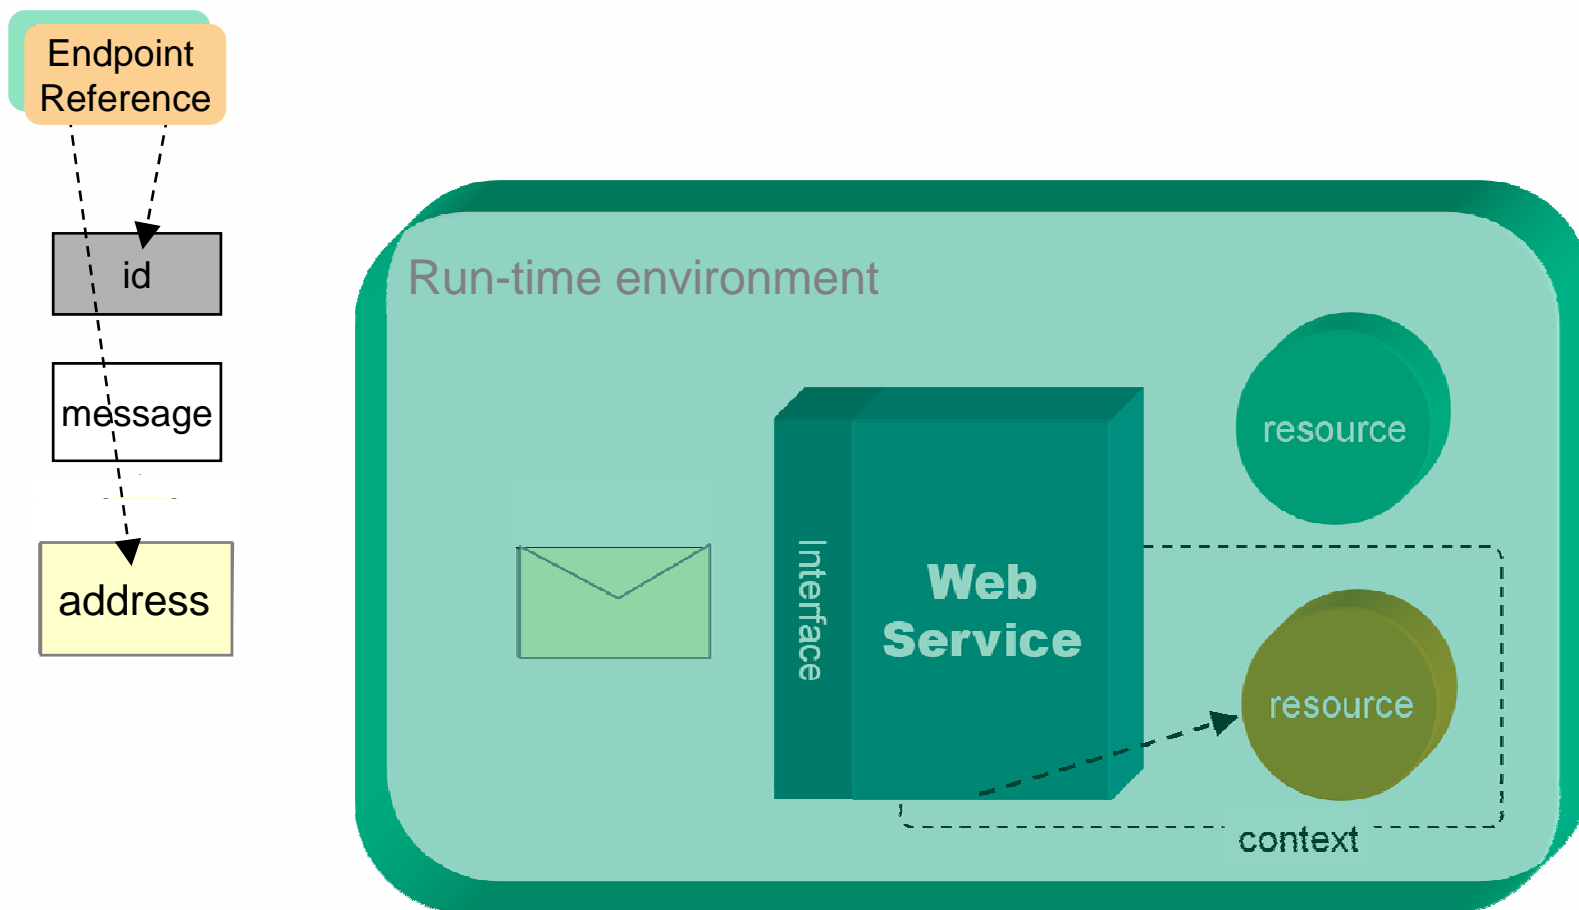 Endpoint
Reference
id
message
address
Run-time environment
Interface
Web
Service
resource
resource
context